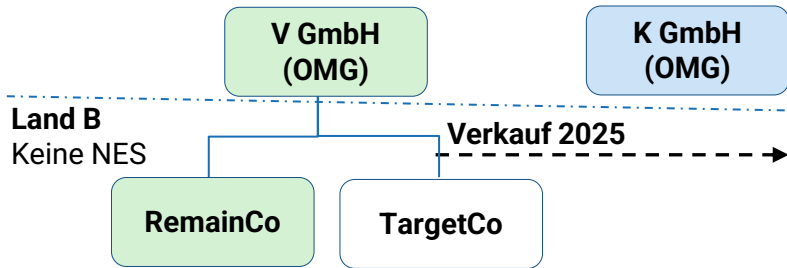 V GmbH
(OMG)
K GmbH
(OMG)
Land B
Keine NES
Verkauf 2025
RemainCo
TargetCo